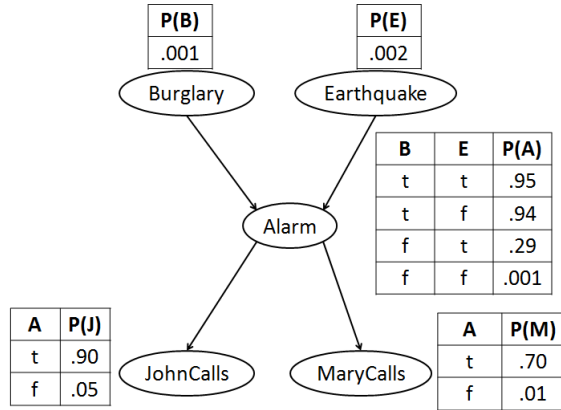 P(B)
.001
P(E)
.002
Burglary
Earthquake
B E P(A)
t t .95
t f .94
f t .29
f f .001
Alarm
A P(J)
t .90
f .05
JohnCalls
MaryCalls
A P(M)
t .70
f .01